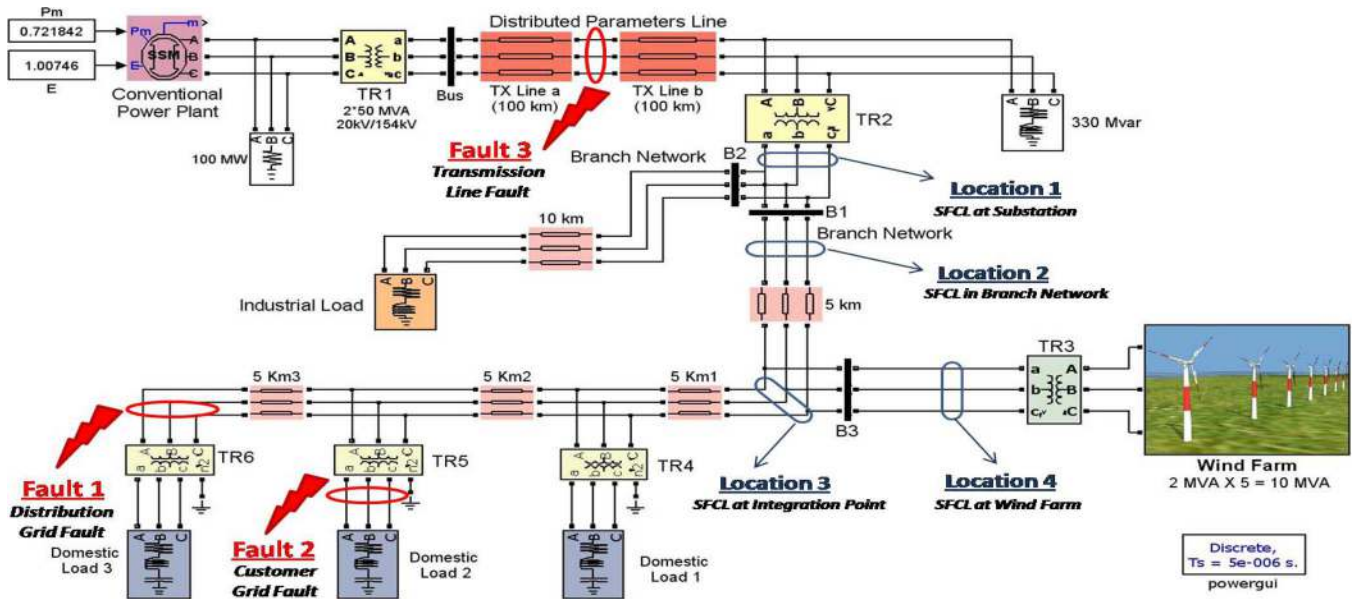 Pm
0.721842
1.00746
E
Pm
E
m
SSM
A
B
C
Conventional
Power Plant
A B C
100 MW
A
B
C
a
b
c
TR1
2*50 MVA
20kV/154kV
Bus
Distributed Parameters Line
TX Line a
(100 km)
TX Line b
(100 km)
Fault 3
Transmission
Line Fault
A B C
a b c
TR2
A B C
330 Mvar
Branch Network
B2
Location 1
SFCL at Substation
B1
Branch Network
10 km
Location 2
SFCL in Branch Network
A B C
Industrial Load
5 km
TR3
a
b
c
A
B
C
B3
5 Km3
5 Km2
5 Km1
Wind Farm
2 MVA X 5 = 10 MVA
Location 3
SFCL at Integration Point
Location 4
SFCL at Wind Farm
Fault 1
Distribution
Grid Fault
A B C
a b c n2
TR6
A B C
a b c n2
TR5
A B C
a b c n2
TR4
Fault 2
Customer
Grid Fault
A B C
Domestic
Load 3
A B C
Domestic
Load 2
A B C
Domestic
Load 1
Discrete,
Ts = 5e-006 s.
powergui